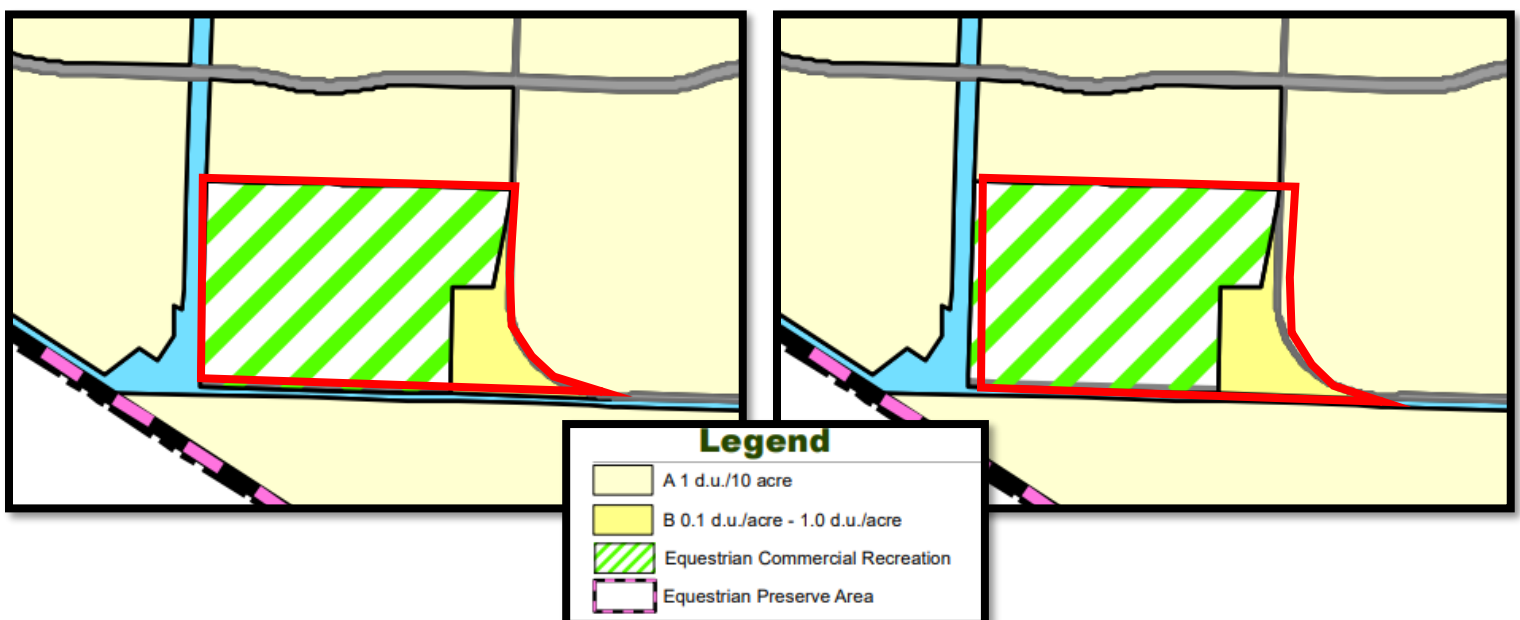 Legend
A 1 d.u./10 acre
B 0.1 d.u./acre - 1.0 d.u./acre
Equestrian Commercial Recreation
Equestrian Preserve Area